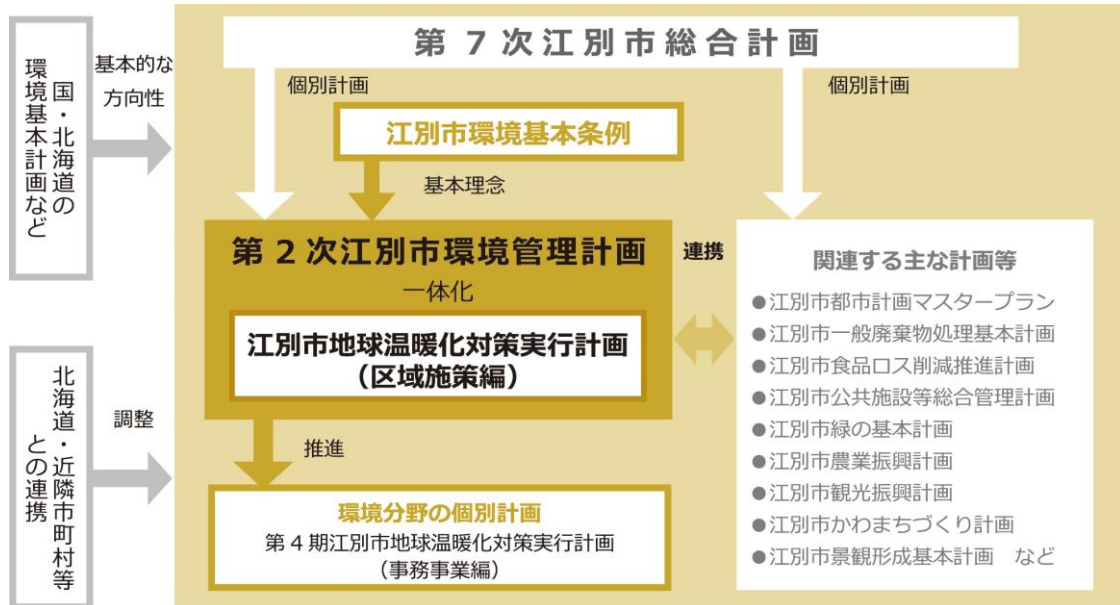 国・北海道の
環境基本計画など
基本的な
方向性
北海道・近隣市町村等
との連携
調整
第7次江別市総合計画
個別計画
個別計画
江別市環境基本条例
基本理念
第2次江別市環境管理計画
一体化
江別市地球温暖化対策実行計画
（区域施策編）
連携
推進
環境分野の個別計画
第4期江別市地球温暖化対策実行計画
（事務事業編）
関連する主な計画等
●江別市都市計画マスタープラン
●江別市一般廃棄物処理基本計画
●江別市食品ロス削減推進計画
●江別市公共施設等総合管理計画
●江別市緑の基本計画
●江別市農業振興計画
●江別市観光振興計画
●江別市かわまちづくり計画
●江別市景観形成基本計画　など